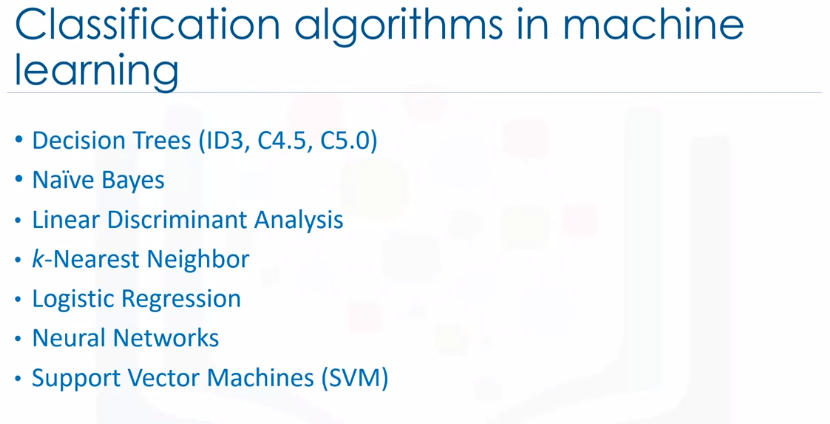 Classification algorithms in machine
learning
• Decision Trees (ID3, C4.5, C5.0)
• Naïve Bayes
• Linear Discriminant Analysis
• k-Nearest Neighbor
• Logistic Regression
• Neural Networks
• Support Vector Machines (SVM)